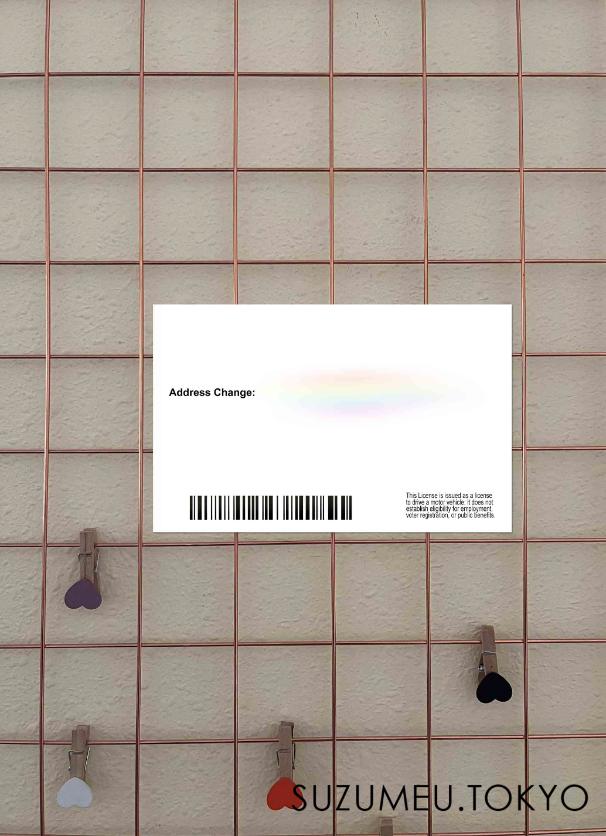 Address Change:
This License is issued as a license
to drive a motor vehicle; it does not
establish eligibility for employment,
voter registration, or public benefits.
SUZUMEU.TOKYO